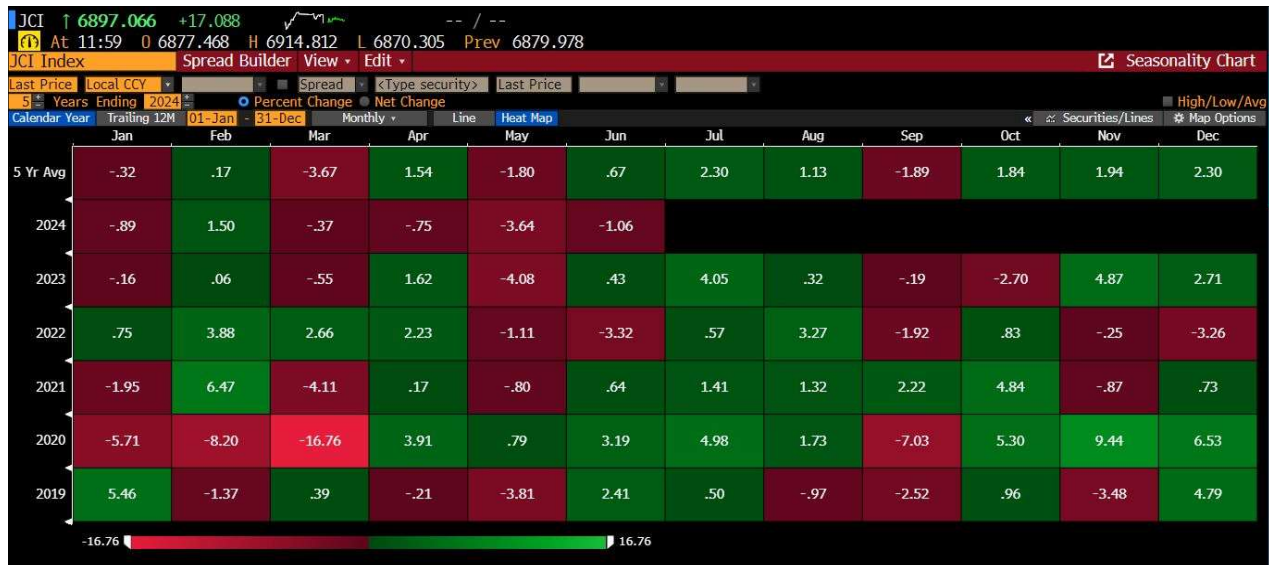 JCI ↑ 6897.066 +17.088 -- / --
At 11:59 O 6877.468 H 6914.812 L 6870.305 Prev 6879.978
JCI Index Spread Builder View Edit Seasonality Chart
Last Price Local CCY Spread <Type security> Last Price
5 Years Ending 2024 Percent Change Net Change High/Low/Avg
Calendar Year Trailing 12M 01-Jan - 31-Dec Monthly Line Heat Map « Securities/Lines Map Options
Jan Feb Mar Apr May Jun Jul Aug Sep Oct Nov Dec
5 Yr Avg -.32 .17 -3.67 1.54 -1.80 .67 2.30 1.13 -1.89 1.84 1.94 2.30
2024 -.89 1.50 -.37 -.75 -3.64 -1.06
2023 -.16 .06 -.55 1.62 -4.08 .43 4.05 .32 -.19 -2.70 4.87 2.71
2022 .75 3.88 2.66 2.23 -1.11 -3.32 .57 3.27 -1.92 .83 -.25 -3.26
2021 -1.95 6.47 -4.11 .17 -.80 .64 1.41 1.32 2.22 4.84 -.87 .73
2020 -5.71 -8.20 -16.76 3.91 .79 3.19 4.98 1.73 -7.03 5.30 9.44 6.53
2019 5.46 -1.37 .39 -.21 -3.81 2.41 .50 -.97 -2.52 .96 -3.48 4.79
-16.76 16.76